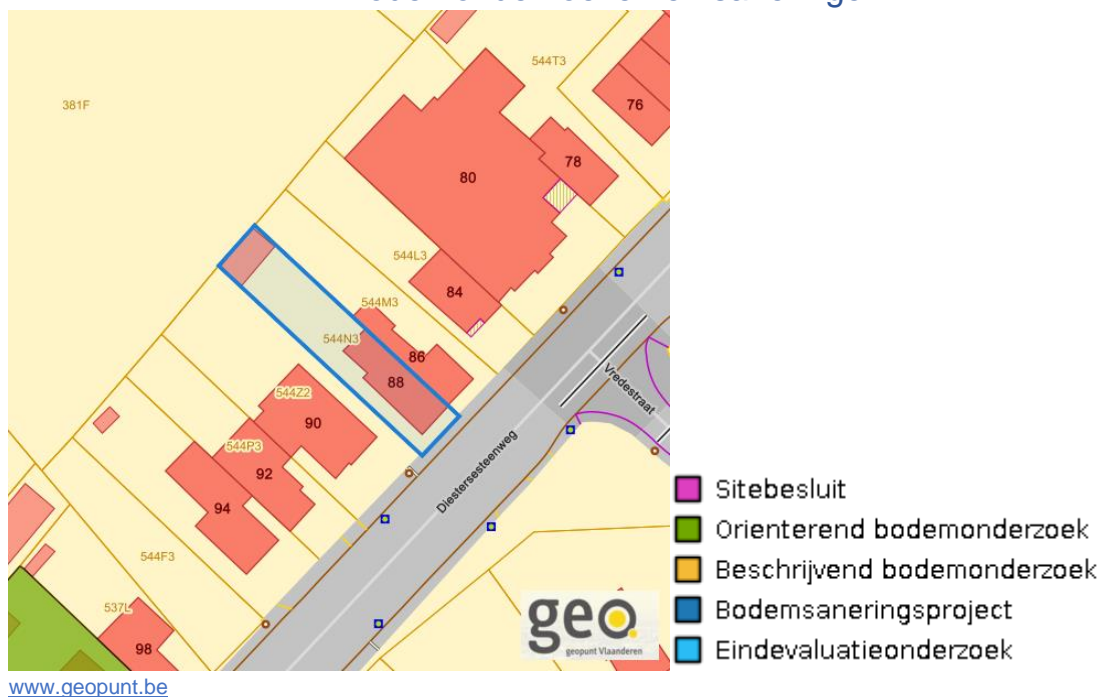 544T3
381F
76
78
80
544L3
84
544M3
544N3
86
88
Vredestraat
544Z2
90
544P3
92
Diestersesteenweg
94
544F3
537L
98
geo
geopunt Vlaanderen
Sitebesluit
Orienterend bodemonderzoek
Beschrijvend bodemonderzoek
Bodemsaneringsproject
Eindevaluatieonderzoek
www.geopunt.be